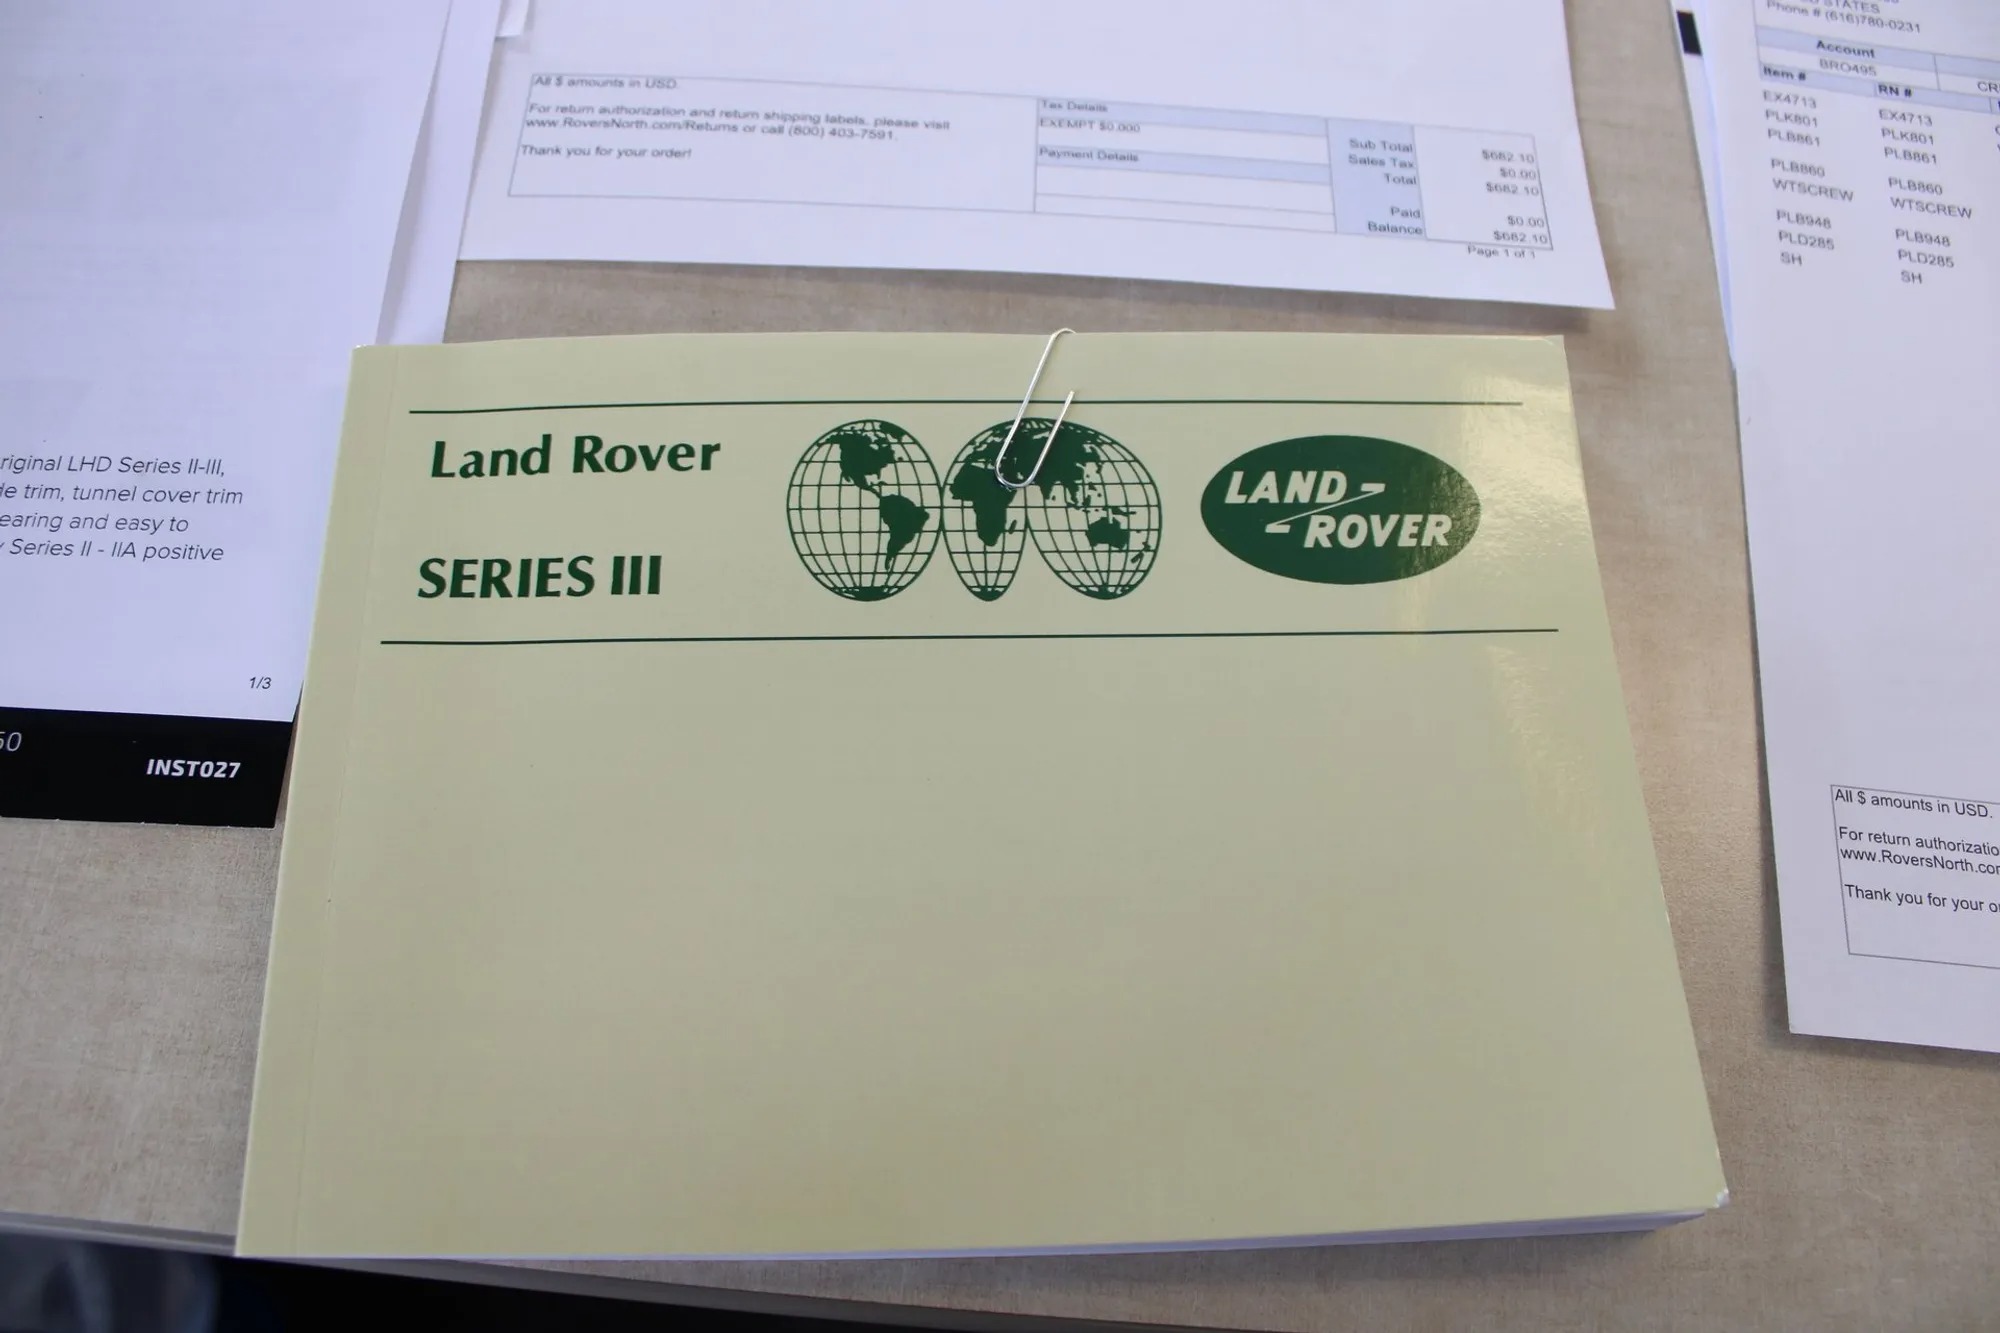 All $ amounts in USD.
For return authorization and return shipping labels, please visit
www.RoversNorth.com/Returns or call (800) 403-7591.
Thank you for your order!
Tax Details
EXEMPT $0.000
Payment Details
Sub Total $682.10
Sales Tax $0.00
Total $682.10
Paid $0.00
Balance $682.10
Page 1 of 1
STATES
Phone # (616)780-0231
Account
BRO495
Item # RN #
EX4713 EX4713
PLK801 PLK801
PLB861 PLB861
PLB860 PLB860
WTSCREW WTSCREW
PLB948 PLB948
PLD285 PLD285
SH SH
All $ amounts in USD.
For return
www.RoversNorth
Thank you for your
riginal LHD Series II-III,
trim, tunnel cover trim
earing and easy to
Series II - IIA positive
1/3
INST027
Land Rover
SERIES III
LAND
ROVER